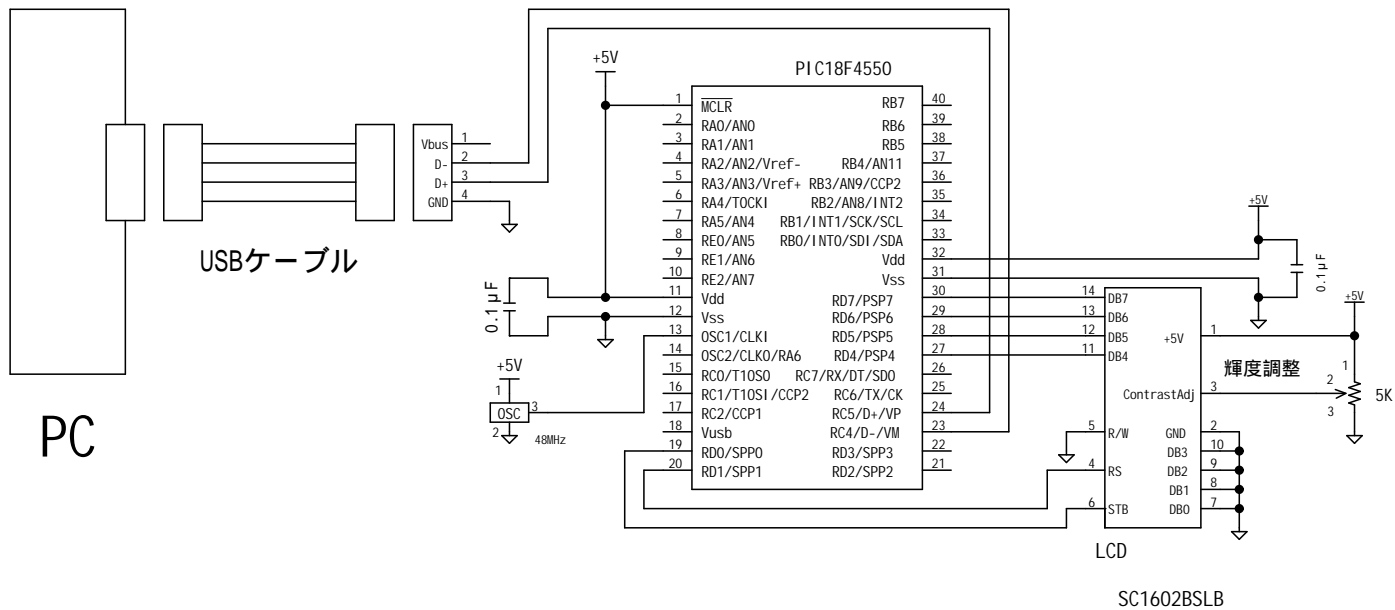 PC
USBケーブル
Vbus 1
D- 2
D+ 3
GND 4
+5V
PIC18F4550
1 MCLR
2 RA0/AN0
3 RA1/AN1
4 RA2/AN2/Vref-
5 RA3/AN3/Vref+
6 RA4/TOCKI
7 RA5/AN4
8 RE0/AN5
9 RE1/AN6
10 RE2/AN7
11 Vdd
12 Vss
13 OSC1/CLKI
14 OSC2/CLKO/RA6
15 RC0/T1OSO
16 RC1/T1OSI/CCP2
17 RC2/CCP1
18 Vusb
19 RD0/SPP0
20 RD1/SPP1
RB7 40
RB6 39
RB5 38
RB4/AN11 37
RB3/AN9/CCP2 36
RB2/AN8/INT2 35
RB1/INT1/SCK/SCL 34
RB0/INT0/SDI/SDA 33
Vdd 32
Vss 31
RD7/PSP7 30
RD6/PSP6 29
RD5/PSP5 28
RD4/PSP4 27
RC7/RX/DT/SDO 26
RC6/TX/CK 25
RC5/D+/VP 24
RC4/D-/VM 23
RD3/SPP3 22
RD2/SPP2 21
0.1μF
+5V
1
OSC 3
2
48MHz
+5V
0.1μF
14 DB7
13 DB6
12 DB5
11 DB4
5 R/W
4 RS
6 STB
+5V 1
ContrastAdj 3
GND 2
DB3 10
DB2 9
DB1 8
DB0 7
+5V
輝度調整
1
2
3
5K
LCD
SC1602BSLB